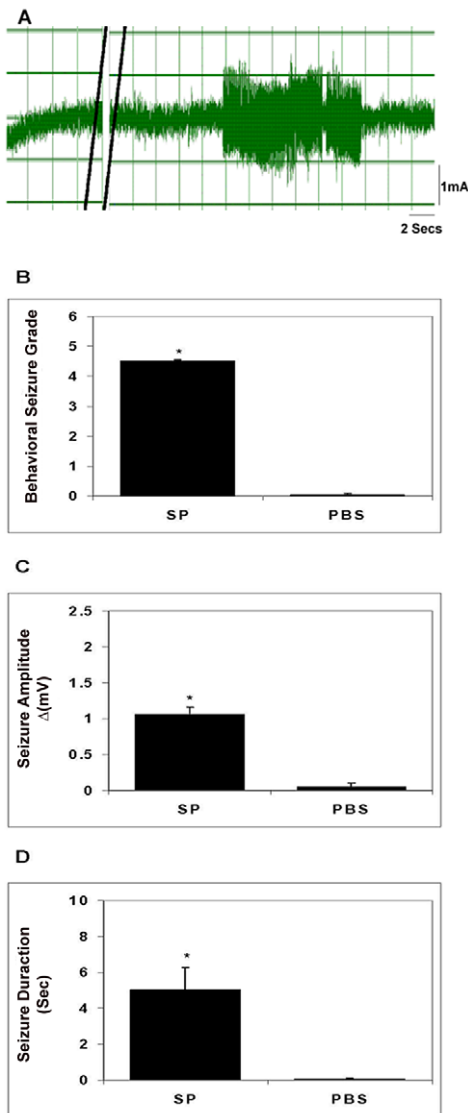 A
1mA
2 Secs
B
Behavioral Seizure Grade
6
5
4
3
2
1
0
*
SP
PBS
C
Seizure Amplitude
Δ(mV)
2.5
2
1.5
1
0.5
0
*
SP
PBS
D
Seizure Duraction
(Sec)
10
8
6
4
2
0
*
SP
PBS